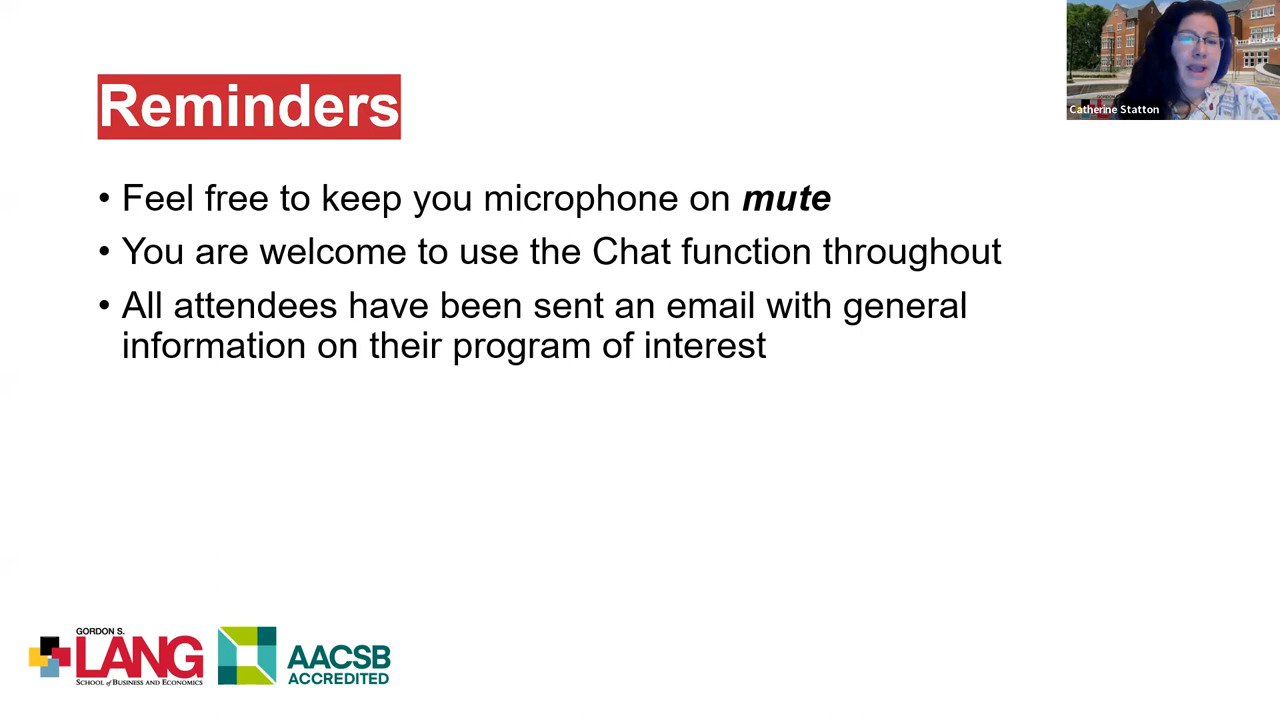 Reminders
• Feel free to keep you microphone on mute
• You are welcome to use the Chat function throughout
• All attendees have been sent an email with general
information on their program of interest
Catherine Statton
GORDON S.
LANG
SCHOOL of BUSINESS AND ECONOMICS
AACSB
ACCREDITED